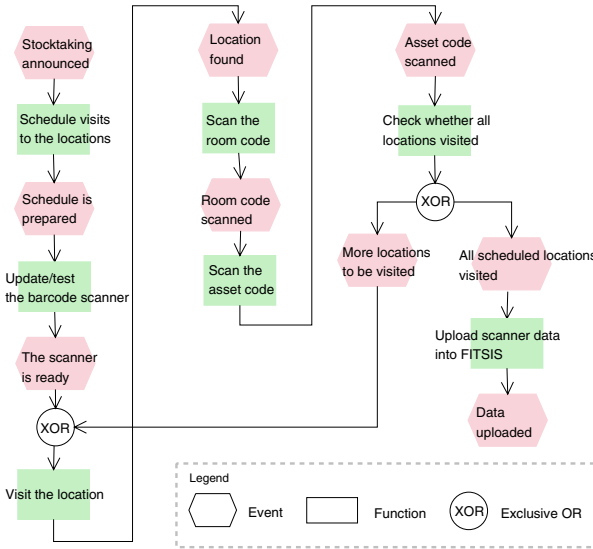 Stocktaking
announced
Schedule visits
to the locations
Schedule is
prepared
Update/test
the barcode scanner
The scanner
is ready
XOR
Visit the location
Location
found
Scan the
room code
Room code
scanned
Scan the
asset code
Asset code
scanned
Check whether all
locations visited
XOR
More locations
to be visited
All scheduled locations
visited
Upload scanner data
into FITSIS
Data
uploaded
Legend
Event
Function
XOR
Exclusive OR